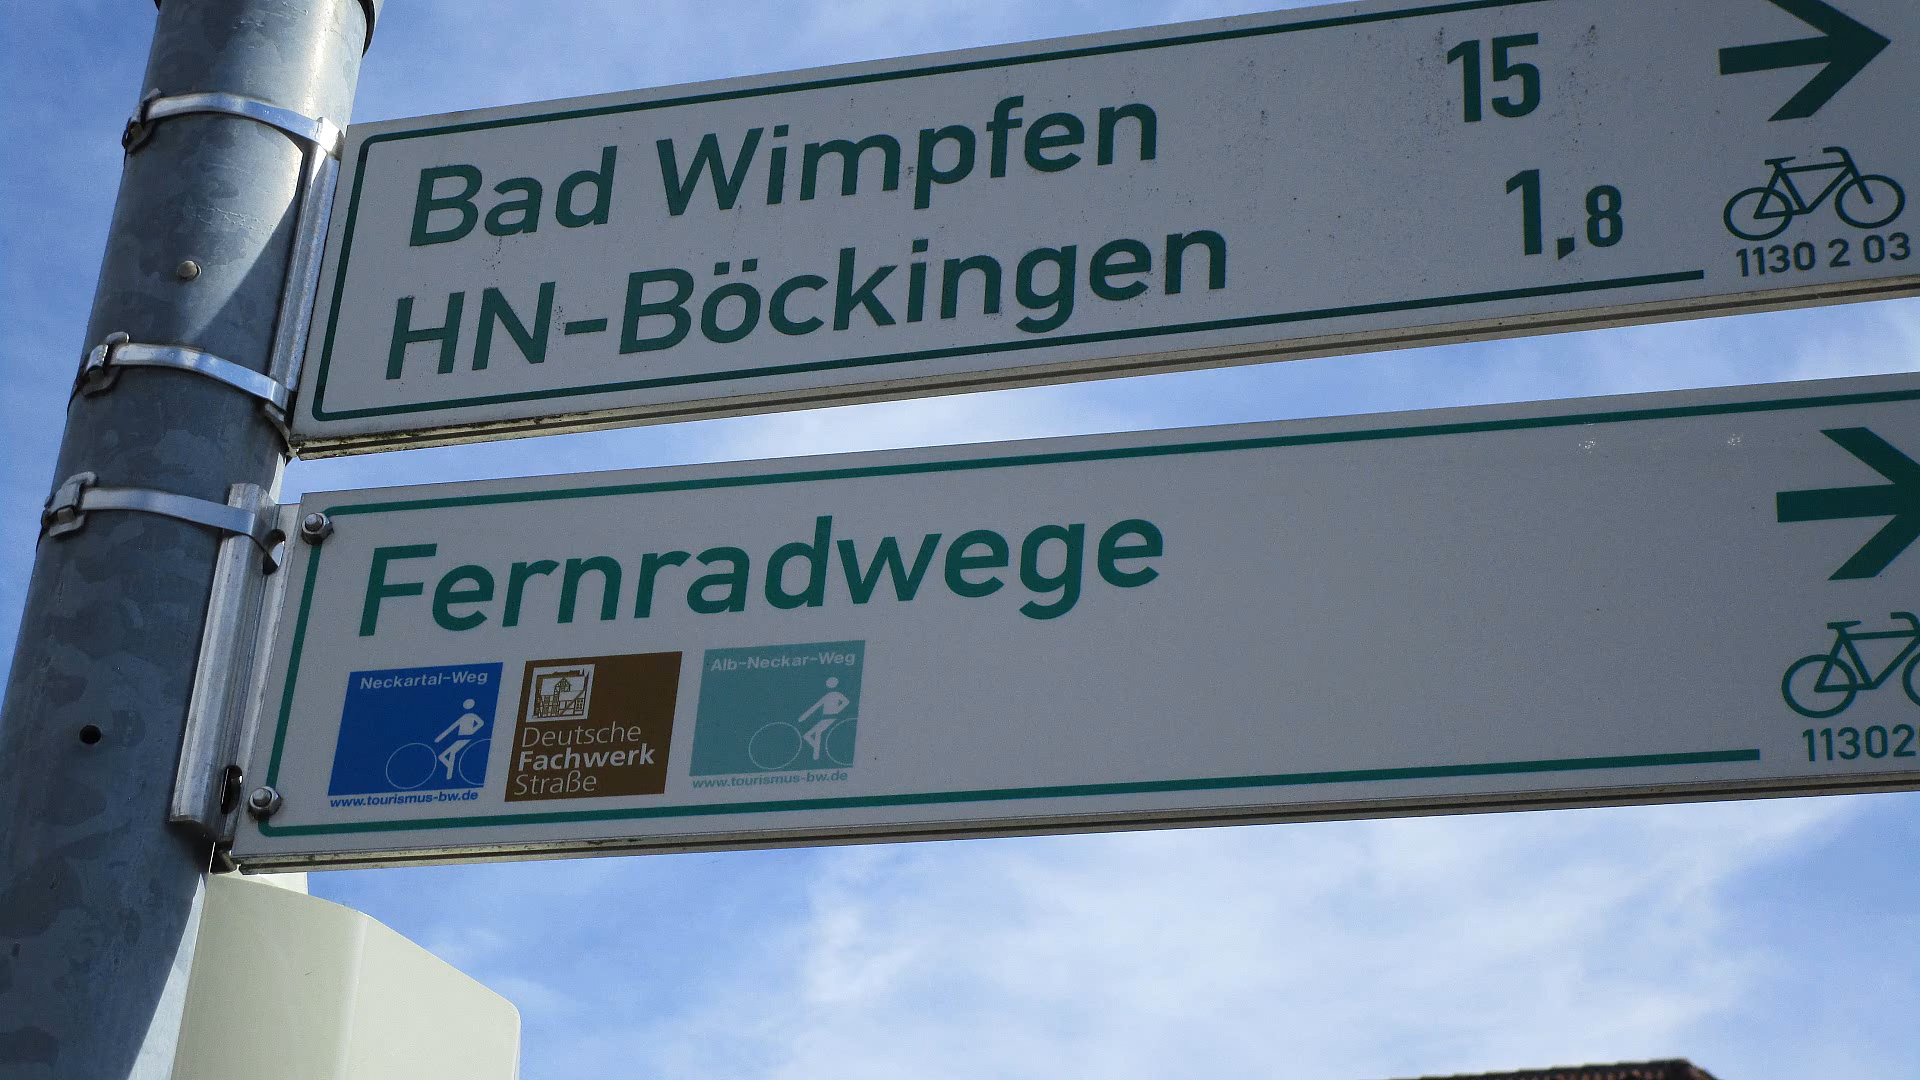 Bad Wimpfen 15
HN-Böckingen 1,8
1130 2 03
Fernradwege
Neckartal-Weg
www.tourismus-bw.de
Deutsche
Fachwerk
Straße
Alb-Neckar-Weg
www.tourismus-bw.de